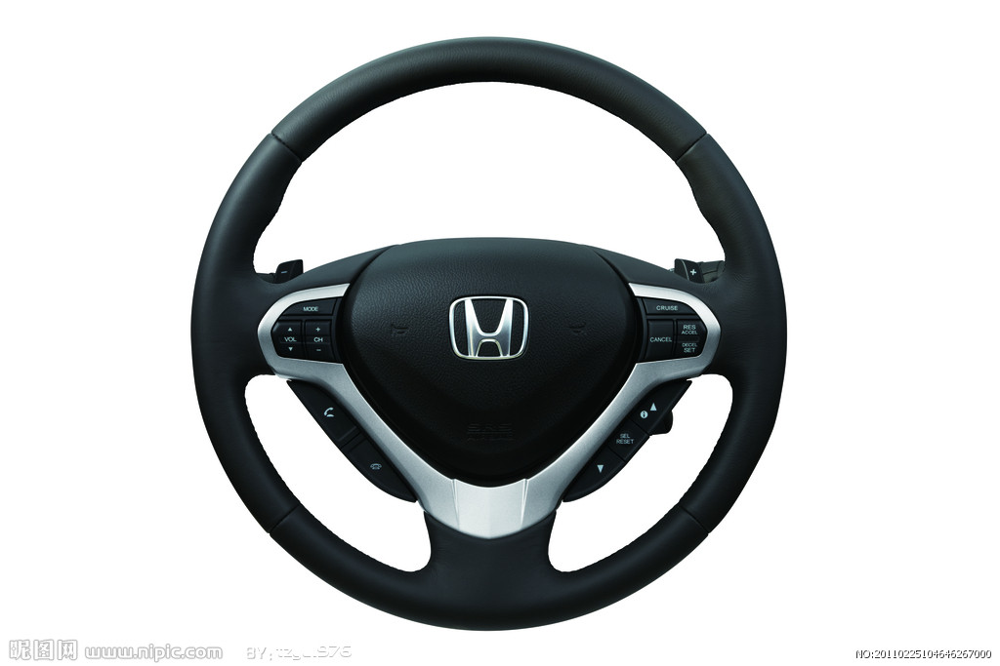 − +
MODE
+
VOL CH
−
CRUISE
RES
ACCEL
CANCEL
DECEL
SET
i
SEL
RESET
昵图网 www.nipic.com
NO:20110225104646267000